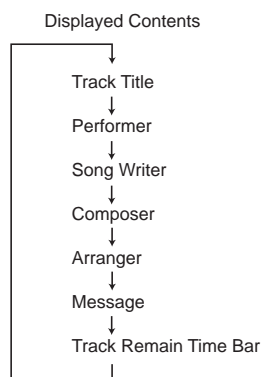 Displayed Contents
Track Title
Performer
Song Writer
Composer
Arranger
Message
Track Remain Time Bar